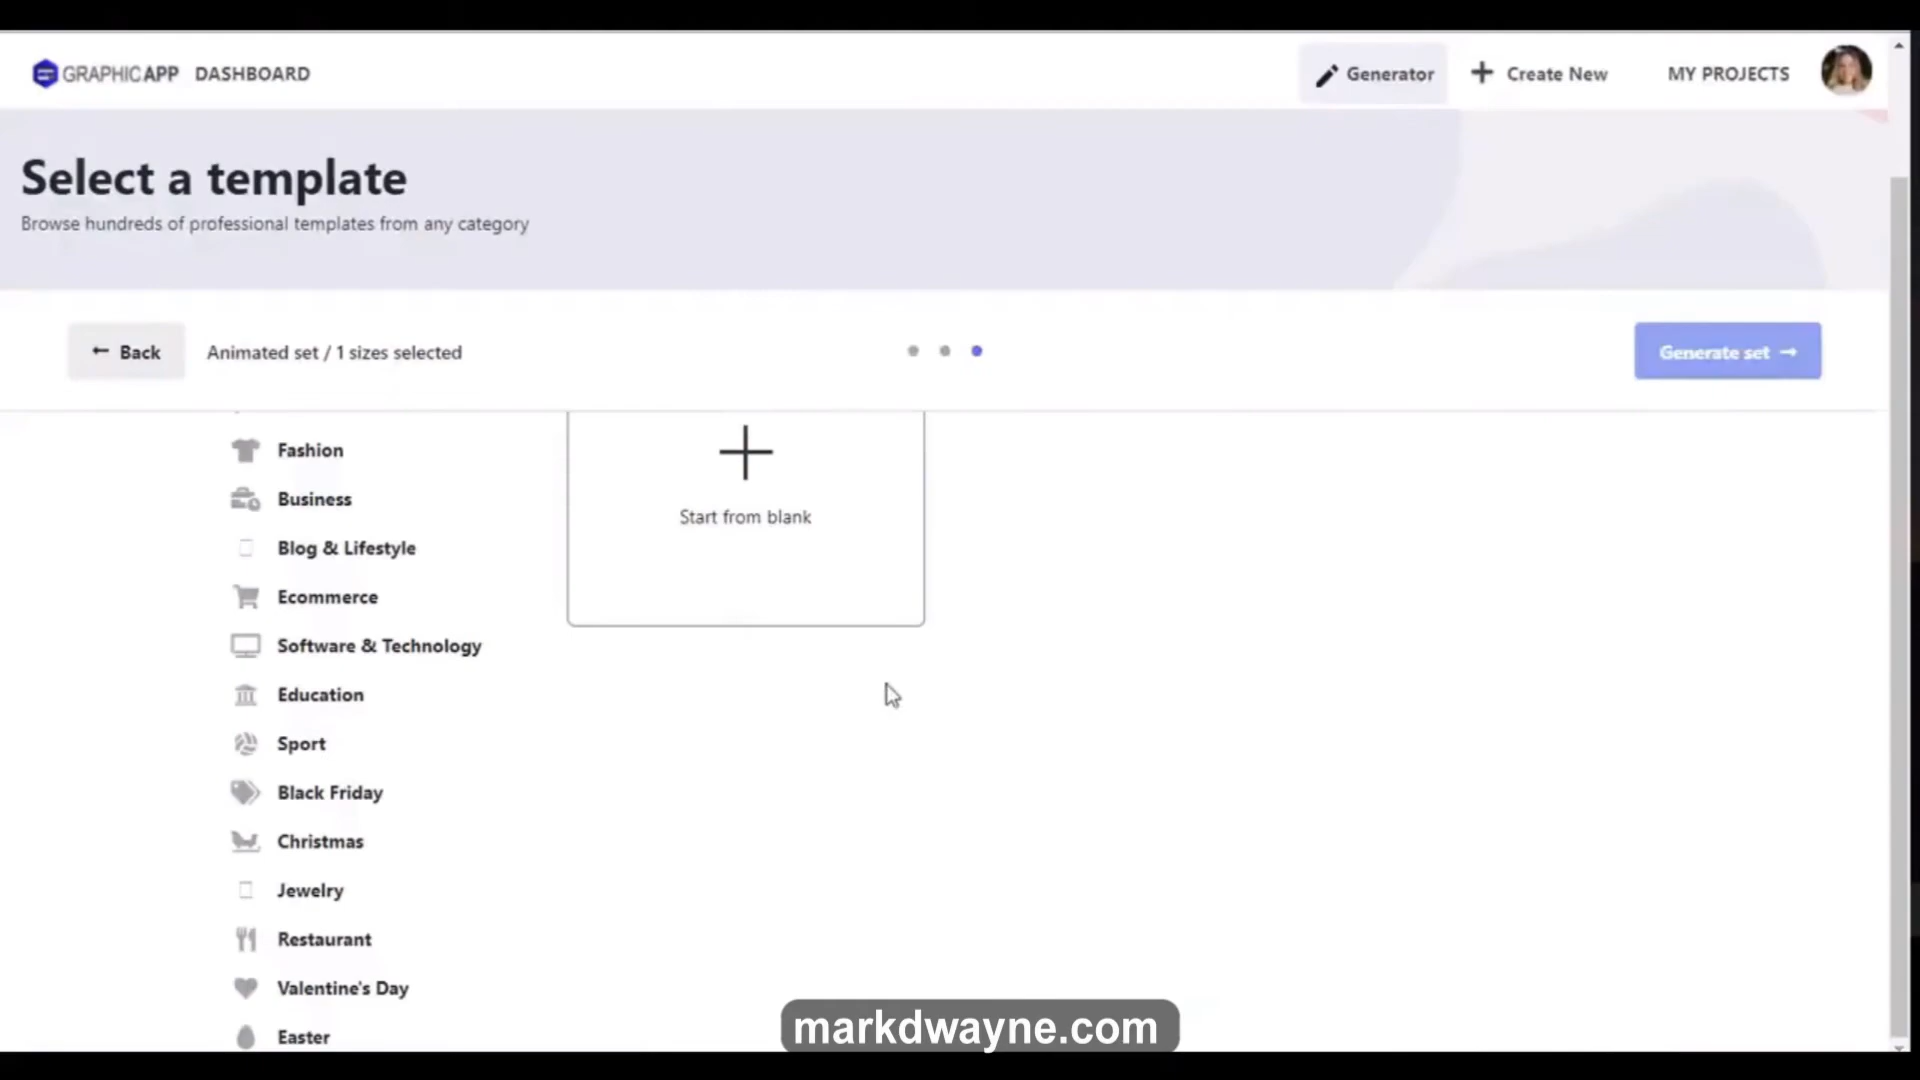 GRAPHICAPP DASHBOARD
Generator
Create New
MY PROJECTS
Select a template
Browse hundreds of professional templates from any category
Back
Animated set / 1 sizes selected
Generate set
Fashion
Business
Blog & Lifestyle
Ecommerce
Software & Technology
Education
Sport
Black Friday
Christmas
Jewelry
Restaurant
Valentine's Day
Easter
Start from blank
markdwayne.com